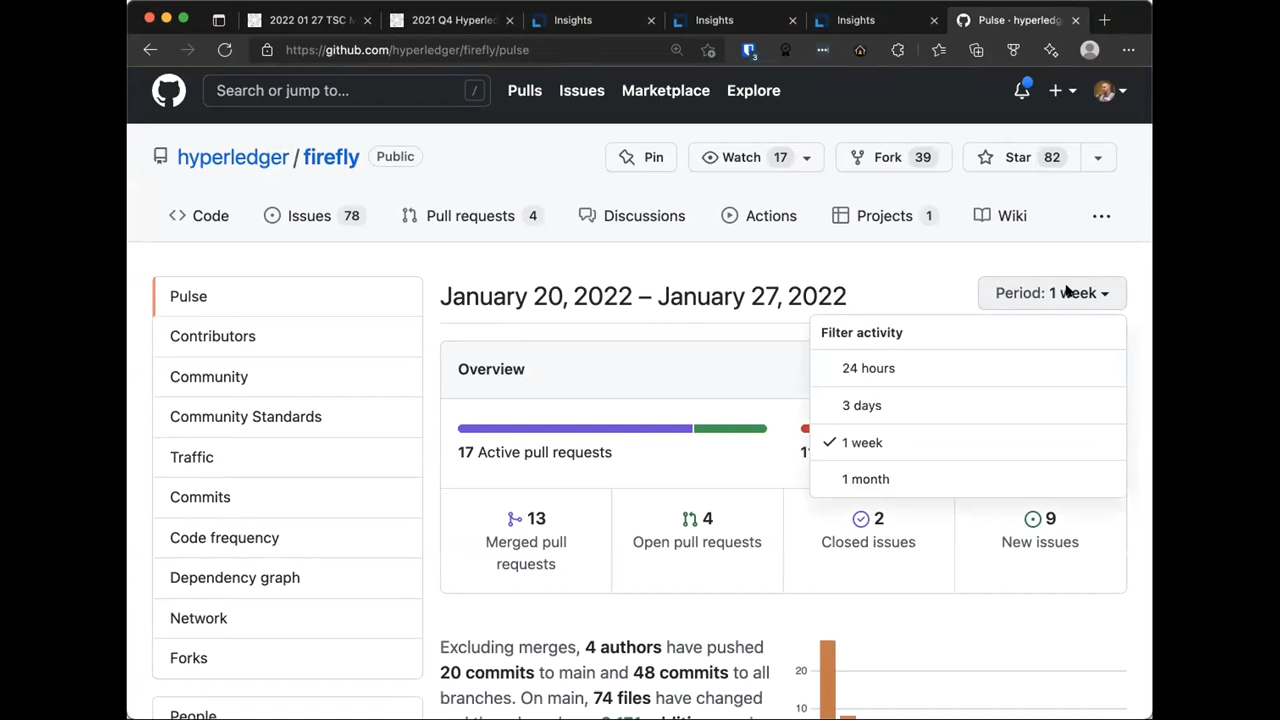 2022 01 27 TSC M
2021 Q4 Hyperle
Insights
Insights
Insights
Pulse · hyperledg
https://github.com/hyperledger/firefly/pulse
3
Search or jump to...
/
Pulls
Issues
Marketplace
Explore
hyperledger / firefly
Public
Pin
Watch 17
Fork 39
Star 82
Code
Issues 78
Pull requests 4
Discussions
Actions
Projects 1
Wiki
Pulse
Contributors
Community
Community Standards
Traffic
Commits
Code frequency
Dependency graph
Network
Forks
People
January 20, 2022 – January 27, 2022
Period: 1 week
Filter activity
24 hours
3 days
1 week
1 month
Overview
17 Active pull requests
13
Merged pull
requests
4
Open pull requests
2
Closed issues
9
New issues
Excluding merges, 4 authors have pushed
20 commits to main and 48 commits to all
branches. On main, 74 files have changed
20
10